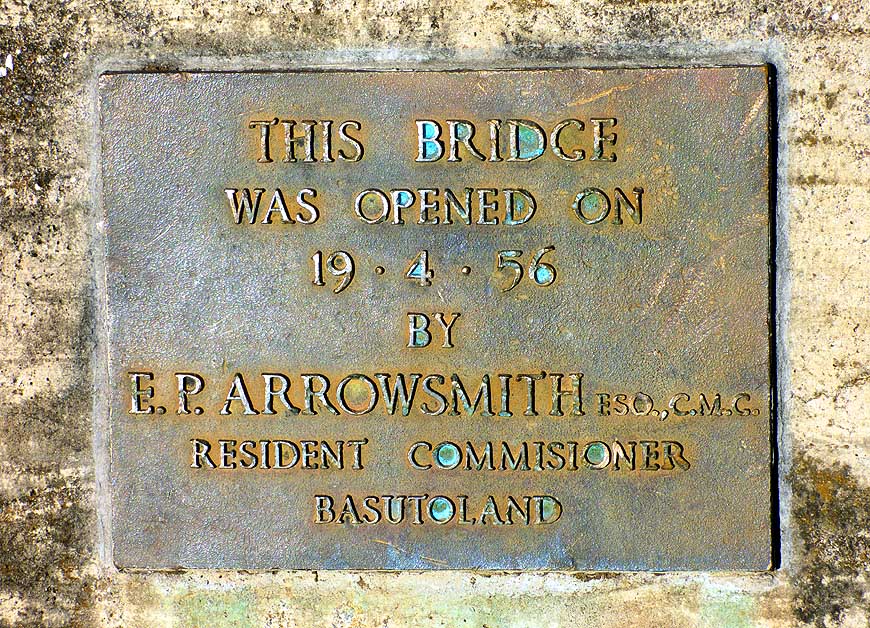 THIS BRIDGE
WAS OPENED ON
19 · 4 · 56
BY
E. P. ARROWSMITH ESQ., C.M.G.
RESIDENT COMMISIONER
BASUTOLAND